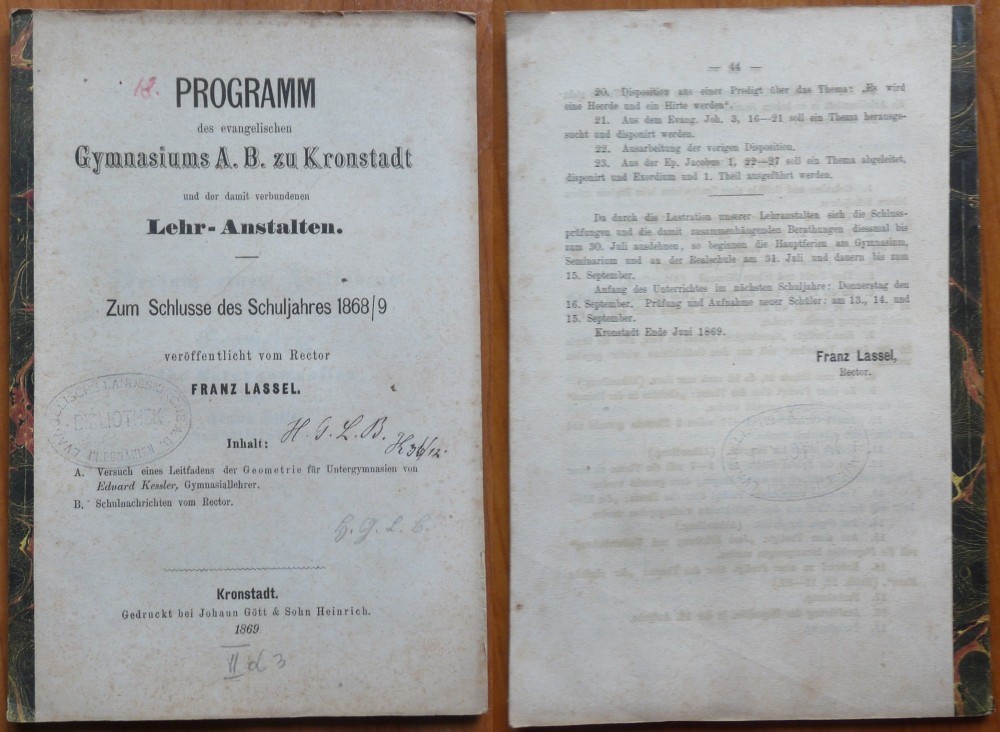 18.
PROGRAMM
des evangelischen
Gymnasiums A. B. zu Kronstadt
und der damit verbundenen
Lehr-Anstalten.
Zum Schlusse des Schuljahres 1868/9
veröffentlicht vom Rector
FRANZ LASSEL.
BIBLIOTHEK
Inhalt:
H. G. L. B.
A. Versuch eines Leitfadens der Geometrie für Untergymnasien von
Eduard Kessler, Gymnasiallehrer.
B. Schulnachrichten vom Rector.
H. G. L. B.
Kronstadt.
Gedruckt bei Johann Gött & Sohn Heinrich.
1869
II d 3
— 44 —
20. Disposition aus einer Predigt über das Thema: „Es wird
eine Heerde und ein Hirte werden".
21. Aus dem Evang. Joh. 3, 16—21 soll ein Thema herausge-
sucht und disponirt werden.
22. Ausarbeitung der vorigen Disposition.
23. Aus der Ep. Jacobus 1, 22—27 soll ein Thema abgeleitet,
disponirt und Exordium und 1. Theil ausgeführt werden.
Da durch die Lustration unserer Lehranstalten sich die Schluss-
prüfungen und die damit zusammenhängenden Berathungen diessmal bis
zum 30. Juli ausdehnen, so beginnen die Hauptferien am Gymnasium,
Seminarium und an der Realschule am 31. Juli und dauern bis zum
15. September.
Anfang des Unterrichtes im nächsten Schuljahre: Donnerstag den
16. September. Prüfung und Aufnahme neuer Schüler: am 13., 14. und
15. September.
Kronstadt Ende Juni 1869.
Franz Lassel,
Rector.